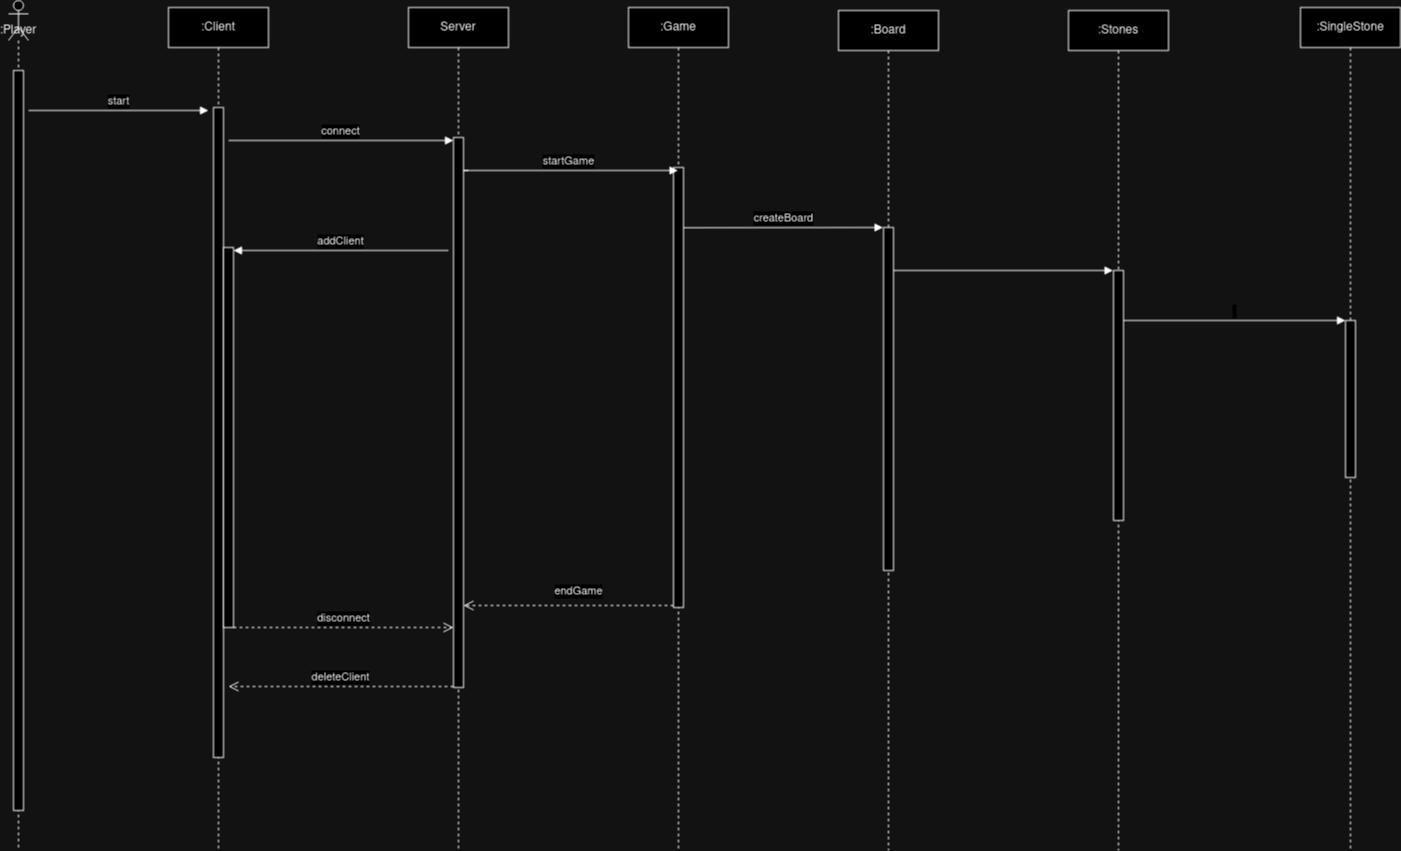 :Player
:Client
Server
:Game
:Board
:Stones
:SingleStone
start
connect
startGame
createBoard
addClient
endGame
disconnect
deleteClient